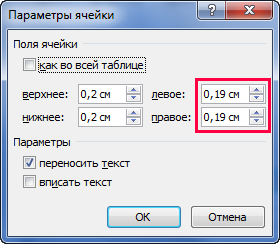 Параметры ячейки
Поля ячейки
как во всей таблице
верхнее: 0,2 см левое: 0,19 см
нижнее: 0,2 см правое: 0,19 см
Параметры
переносить текст
вписать текст
ОК Отмена